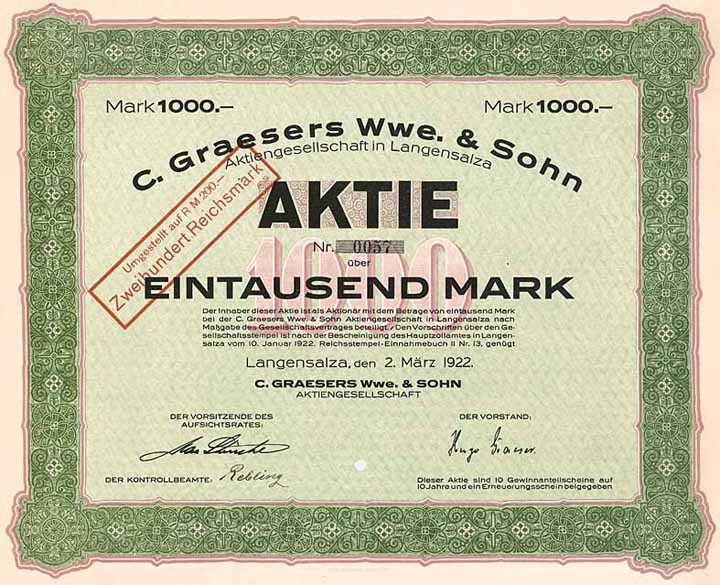 Mark 1000.–
Mark 1000.–
C. Graesers Wwe. & Sohn
Aktiengesellschaft in Langensalza
Umgestellt auf R M 200.–
Zweihundert Reichsmark
AKTIE
Nr. 0057
1000
über
EINTAUSEND MARK
Der Inhaber dieser Aktie ist als Aktionär mit dem Betrage von eintausend Mark
bei der C. Graesers Wwe. & Sohn Aktiengesellschaft in Langensalza nach
Maßgabe des Gesellschaftsvertrages beteiligt. Den Vorschriften über den Ge-
sellschaftsstempel ist nach der Bescheinigung des Hauptzollamtes in Langen-
salza vom 10. Januar 1922. Reichsstempel-Einnahmebuch II Nr. 13, genügt
Langensalza, den 2. März 1922.
C. GRAESERS Wwe. & SOHN
AKTIENGESELLSCHAFT
DER VORSITZENDE DES
AUFSICHTSRATES:
DER VORSTAND:
Hugo Graeser.
DER KONTROLLBEAMTE: Rebling
Dieser Aktie sind 10 Gewinnanteilscheine auf
10 Jahre und ein Erneuerungsschein beigegeben